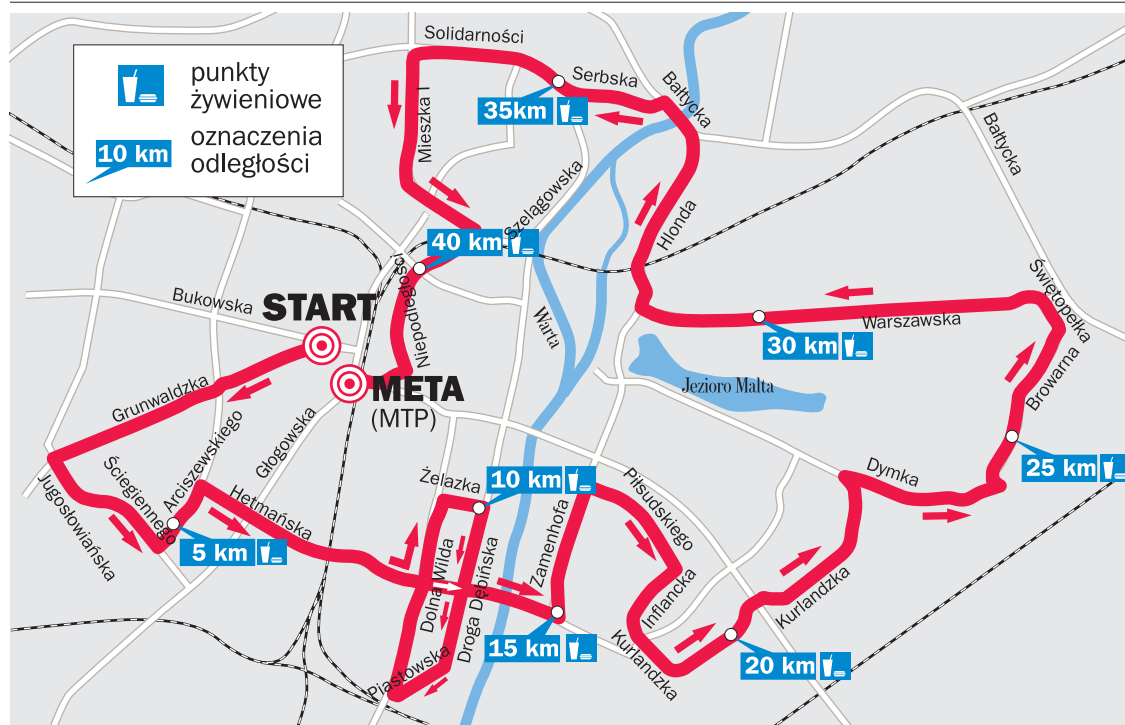 punkty
żywieniowe
10 km
oznaczenia
odległości
Solidarności
Serbska
Bałtycka
35km
Mieszka I
Bałtycka
Szelągowska
Hlonda
40 km
Niepodległości
Bukowska
START
Warta
Świętopełka
Warszawska
30 km
Grunwaldzka
META
(MTP)
Jezioro Malta
Browarna
Głogowska
Arciszewskiego
Ściegiennego
Jugosłowiańska
Hetmańska
Żelazka
10 km
Piłsudskiego
Dymka
25 km
5 km
Dolna Wilda
Droga Dębińska
Zamenhofa
Inflancka
Kurlandzka
15 km
Kurlandzka
20 km
Piastowska